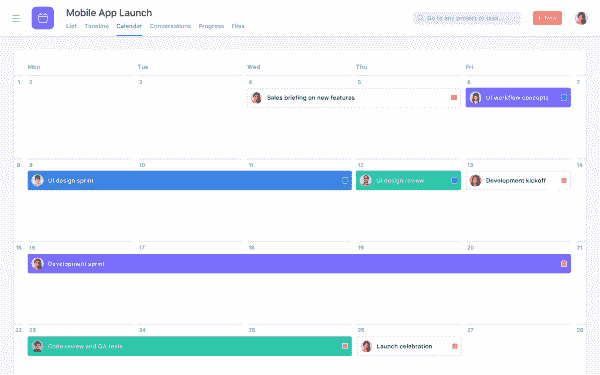 Mobile App Launch
List Timeline Calendar Conversations Progress Files
Go to any project or task...
+ New
Mon Tue Wed Thu Fri
1 2 3 4 5 6 7
Sales briefing on new features
UI workflow concepts
8 9 10 11 12 13 14
UI design sprint
UI design review
Development kickoff
15 16 17 18 19 20 21
Development sprint
22 23 24 25 26 27 28
Code review and QA tests
Launch celebration